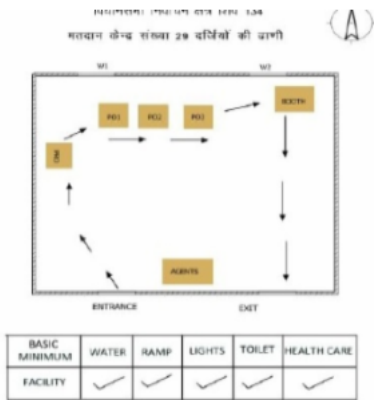 मतदान केन्द्र संख्या 29 दर्जियों की ढाणी
W1 W2
PO1 PO2 PO3 BOOTH
AGENTS
ENTRANCE EXIT
BASIC MINIMUM WATER RAMP LIGHTS TOILET HEALTH CARE
FACILITY